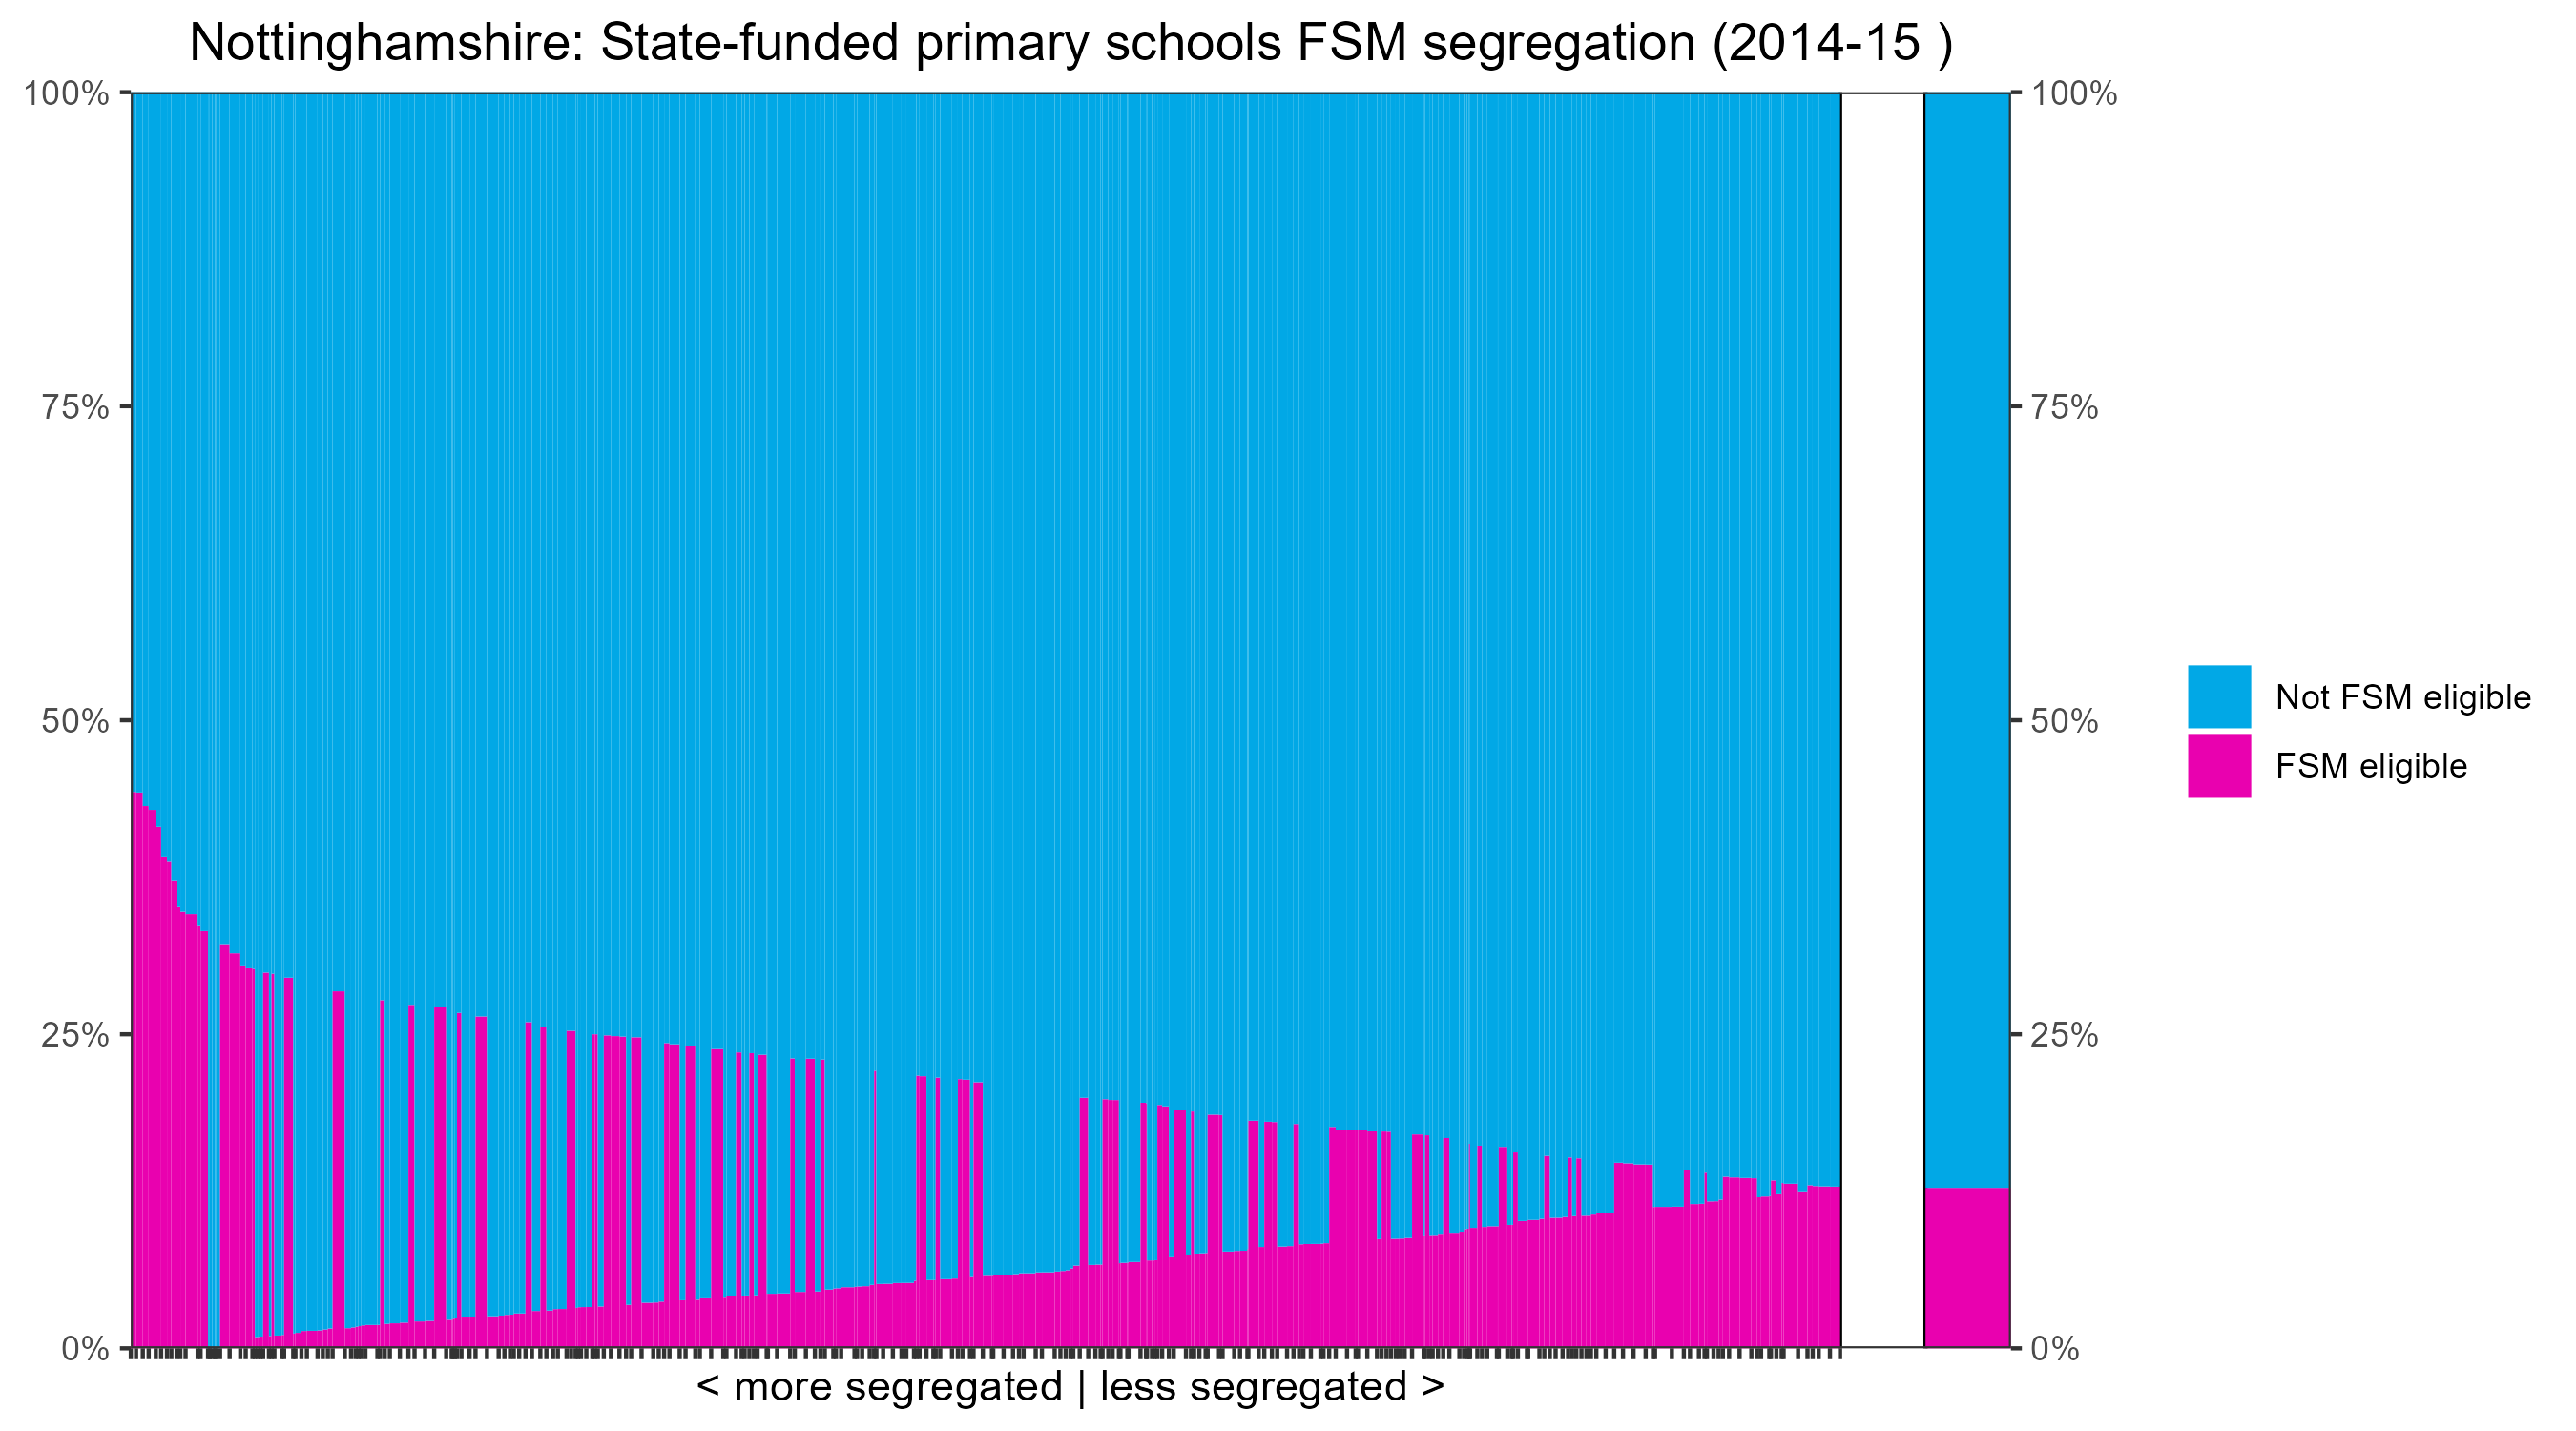 Nottinghamshire: State-funded primary schools FSM segregation (2014-15 )
100%
75%
50%
25%
0%
100%
75%
50%
25%
0%
Not FSM eligible
FSM eligible
< more segregated | less segregated >